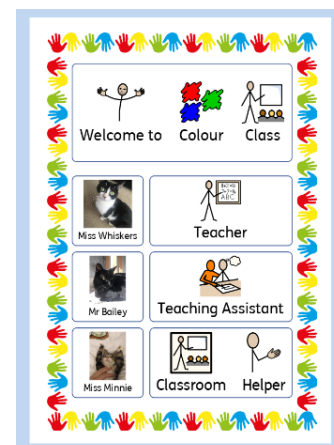 Welcome to Colour Class
Miss Whiskers
Teacher
Mr Bailey
Teaching Assistant
Miss Minnie
Classroom Helper